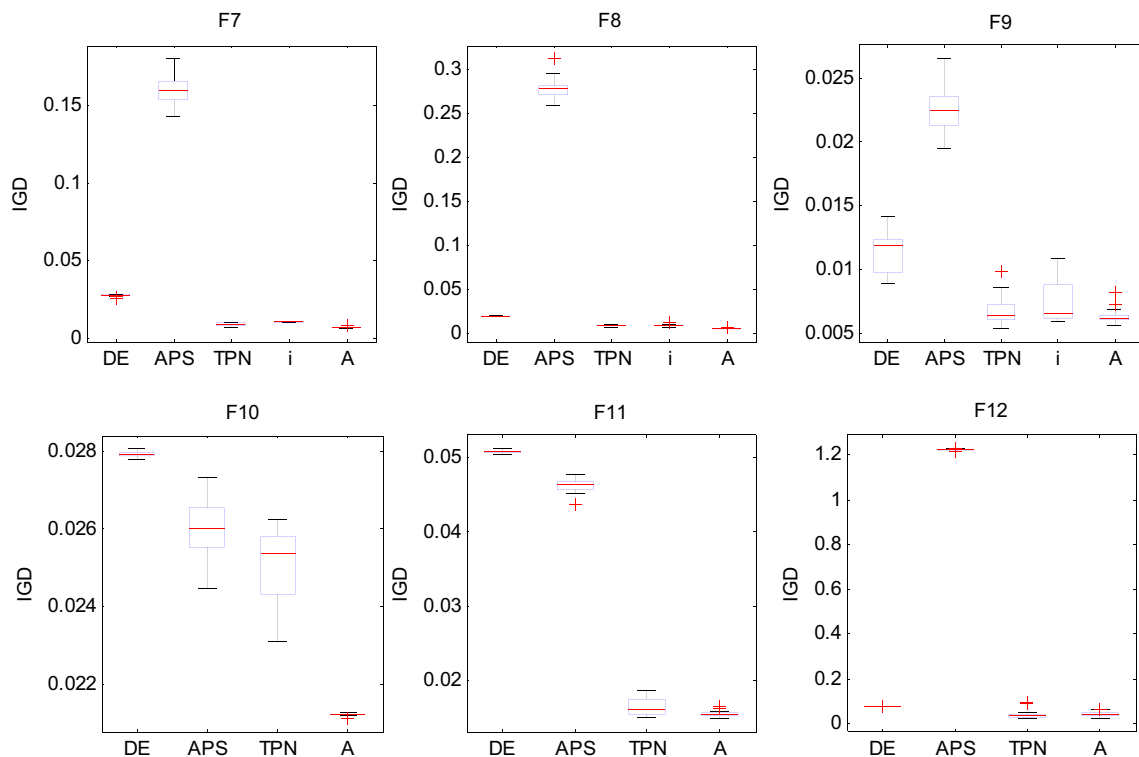 F7 F8 F9
0.15
0.1
0.05
0
IGD
DE APS TPN i A
0.3
0.25
0.2
0.15
0.1
0.05
0
IGD
DE APS TPN i A
0.025
0.02
0.015
0.01
0.005
IGD
DE APS TPN i A
F10 F11 F12
0.028
0.026
0.024
0.022
IGD
DE APS TPN A
0.05
0.04
0.03
0.02
IGD
DE APS TPN A
1.2
1
0.8
0.6
0.4
0.2
0
IGD
DE APS TPN A